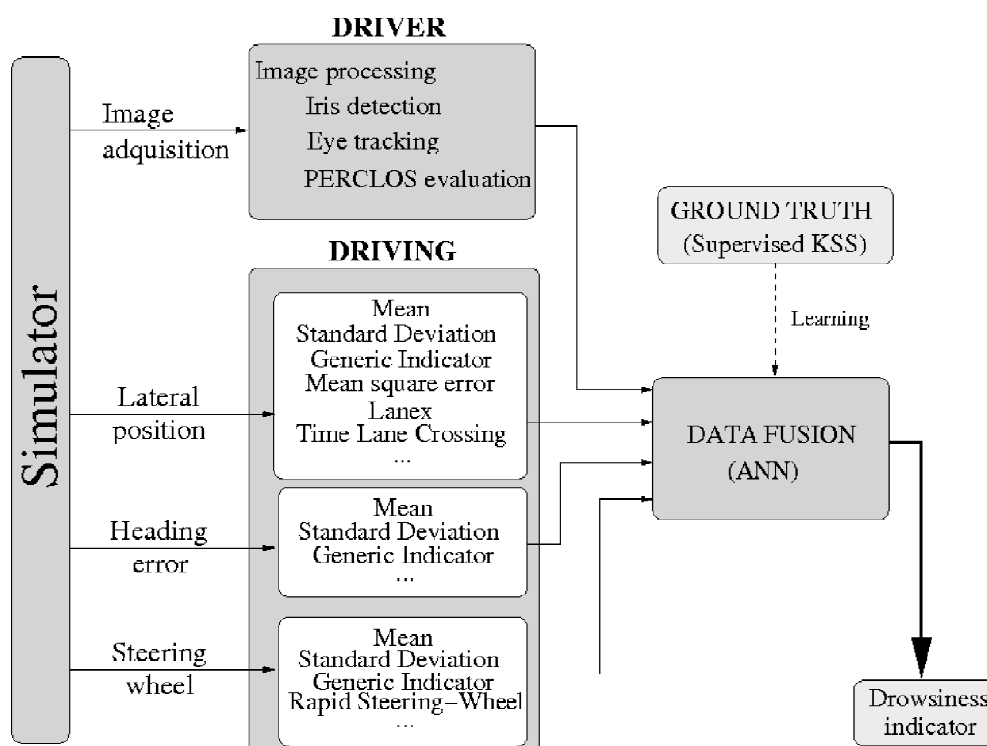 DRIVER
Image processing
Iris detection
Eye tracking
PERCLOS evaluation
Image
adquisition
Simulator
DRIVING
Mean
Standard Deviation
Generic Indicator
Mean square error
Lanex
Time Lane Crossing
...
Lateral
position
Mean
Standard Deviation
Generic Indicator
...
Heading
error
Mean
Standard Deviation
Generic Indicator
Rapid Steering-Wheel
...
Steering
wheel
GROUND TRUTH
(Supervised KSS)
Learning
DATA FUSION
(ANN)
Drowsiness
indicator